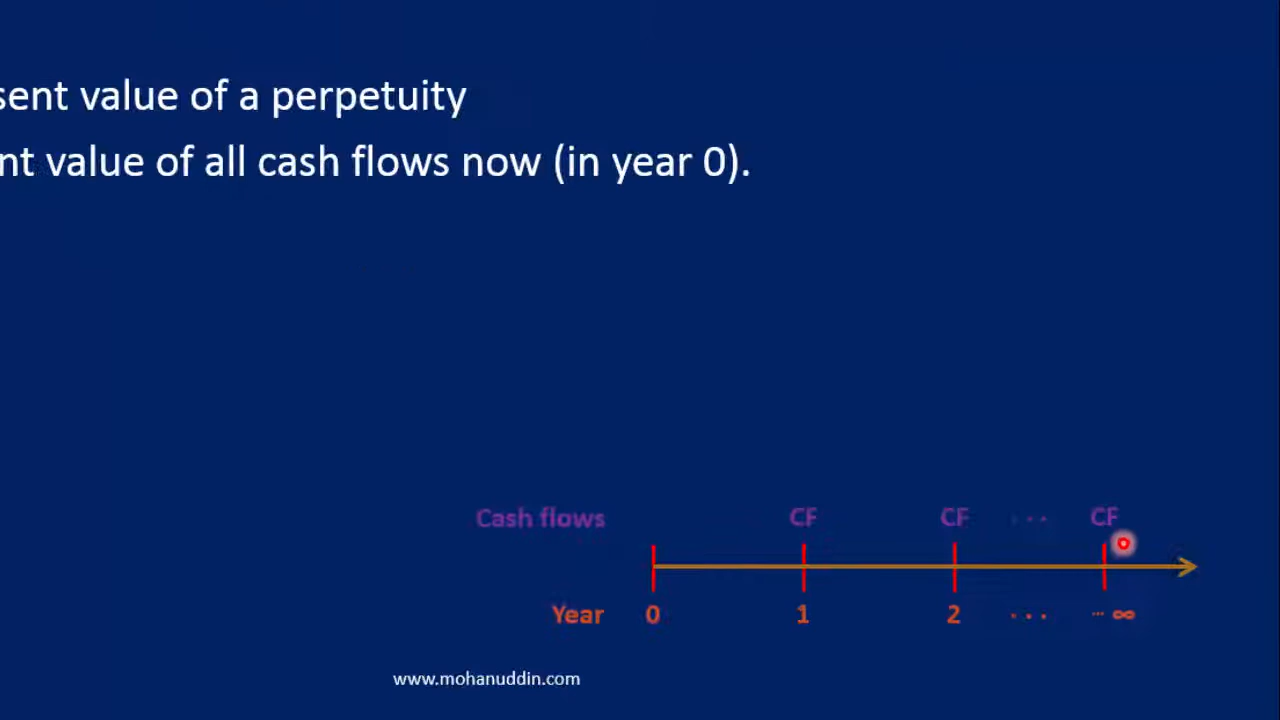 sent value of a perpetuity
nt value of all cash flows now (in year 0).
Cash flows CF CF ... CF
Year 0 1 2 ... ... ∞
www.mohanuddin.com